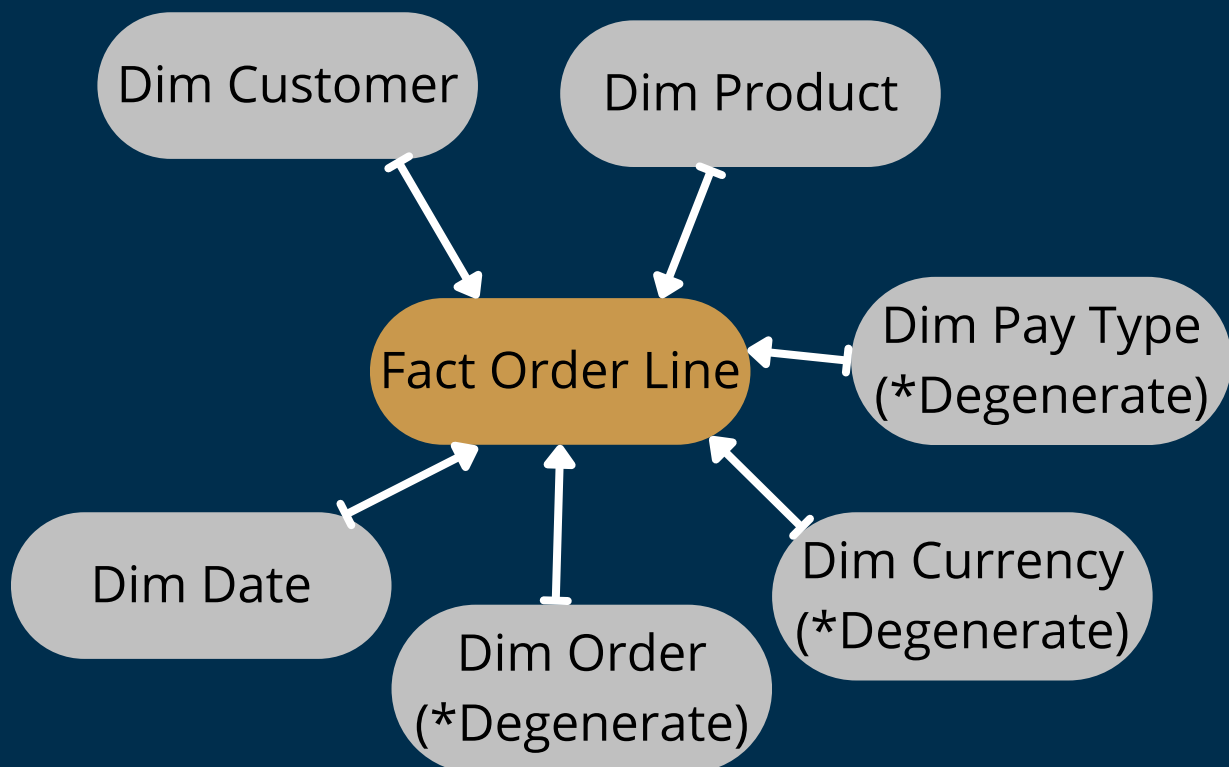 Dim Customer
Dim Product
Dim Pay Type
(*Degenerate)
Fact Order Line
Dim Date
Dim Currency
(*Degenerate)
Dim Order
(*Degenerate)